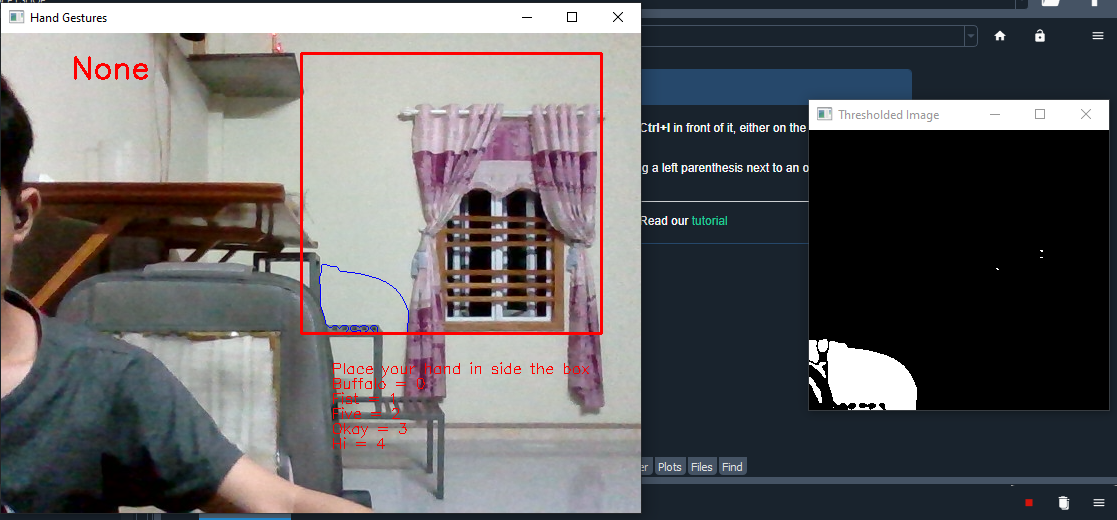 Hand Gestures
None
Place your hand in side the box
Buffalo = 0
Fist = 1
Five = 2
Okay = 3
Hi = 4
Ctrl+I in front of it, either on the
g a left parenthesis next to an o
Read our tutorial
Thresholded Image
er Plots Files Find